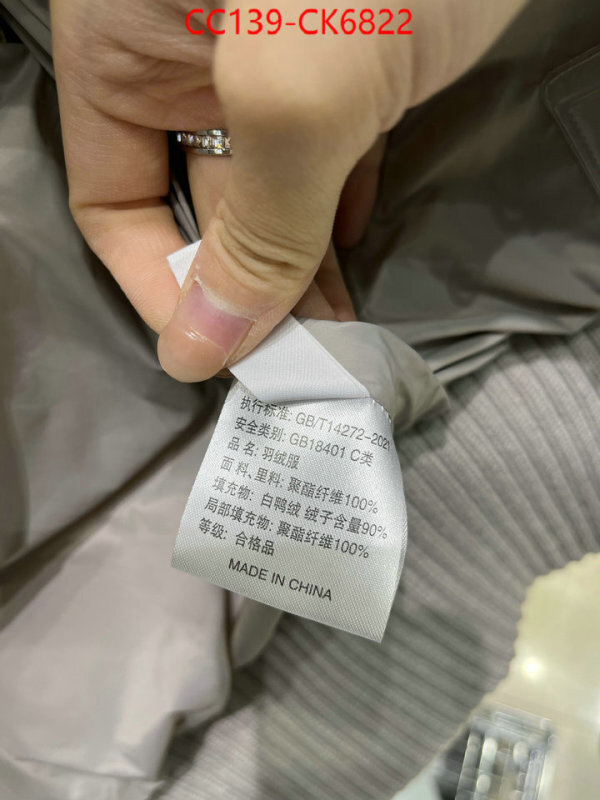 CC139-CK6822
执行标准: GB/T14272-2021
安全类别: GB18401 C类
品名: 羽绒服
面料、里料: 聚酯纤维100%
填充物: 白鸭绒 绒子含量90%
局部填充物: 聚酯纤维100%
等级: 合格品
MADE IN CHINA